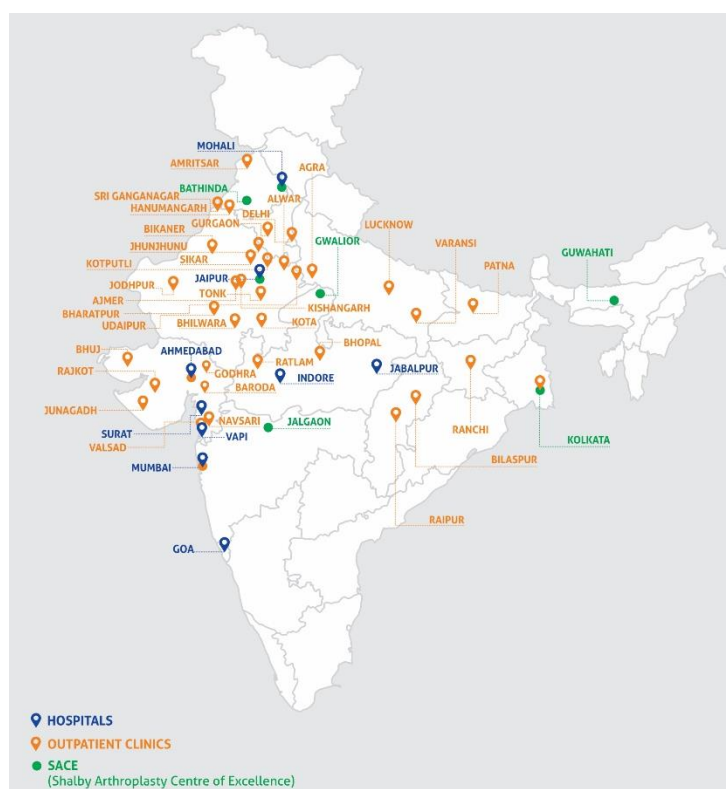 MOHALI
AMRITSAR
AGRA
BATHINDA
ALWAR
SRI GANGANAGAR
HANUMANGARH
DELHI
GURGAON
LUCKNOW
BIKANER
GWALIOR
VARANSI
JHUNJHUNU
GUWAHATI
SIKAR
KOTPUTLI
PATNA
JAIPUR
JODHPUR
TONK
KISHANGARH
AJMER
BHARATPUR
UDAIPUR
BHILWARA
KOTA
BHOPAL
BHUJ
AHMEDABAD
RATLAM
RAJKOT
GODHRA
INDORE
JABALPUR
BARODA
JUNAGADH
NAVSARI
JALGAON
RANCHI
SURAT
VAPI
KOLKATA
VALSAD
BILASPUR
MUMBAI
RAIPUR
GOA
HOSPITALS
OUTPATIENT CLINICS
SACE
(Shalby Arthroplasty Centre of Excellence)